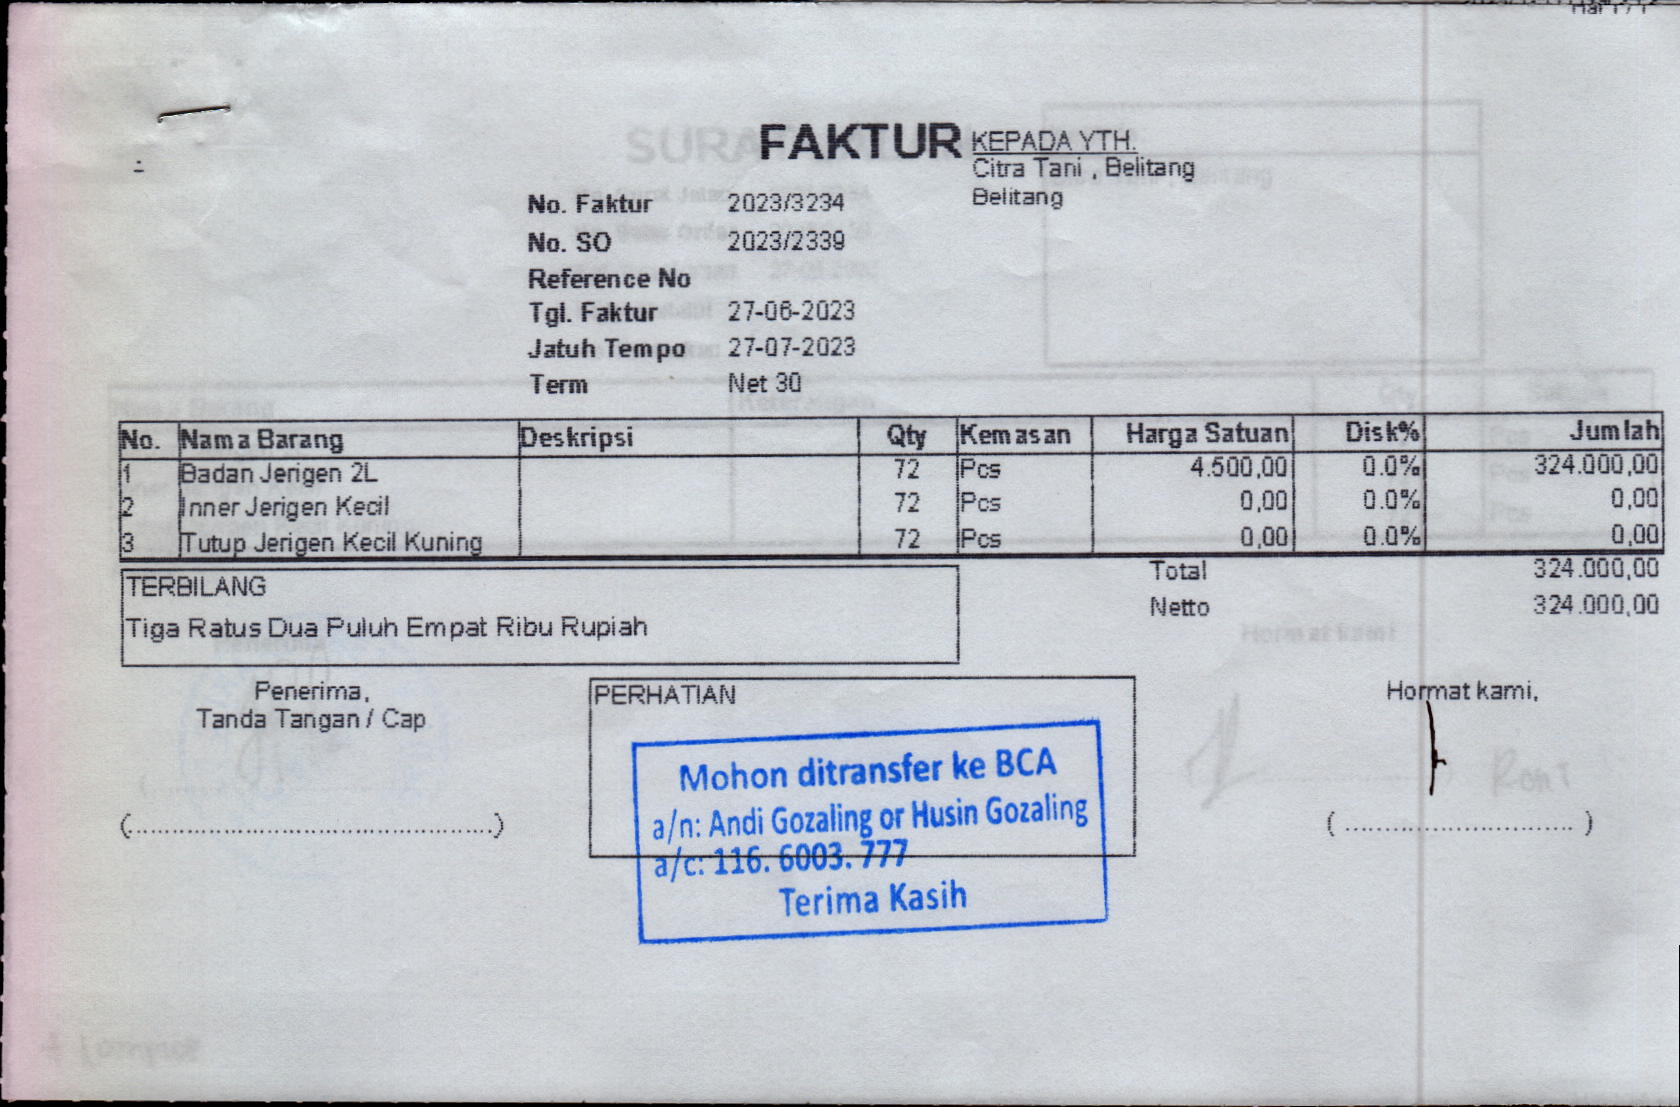 Hal 1 / 1
FAKTUR
KEPADA YTH.
Citra Tani , Belitang
Belitang
No. Faktur 2023/3234
No. SO 2023/2339
Reference No
Tgl. Faktur 27-06-2023
Jatuh Tempo 27-07-2023
Term Net 30
No. Nama Barang Deskripsi Qty Kemasan Harga Satuan Disk% Jumlah
1 Badan Jerigen 2L 72 Pcs 4.500,00 0.0% 324.000,00
2 Inner Jerigen Kecil 72 Pcs 0,00 0.0% 0,00
3 Tutup Jerigen Kecil Kuning 72 Pcs 0,00 0.0% 0,00
Total 324.000,00
Netto 324.000,00
TERBILANG
Tiga Ratus Dua Puluh Empat Ribu Rupiah
Penerima,
Tanda Tangan / Cap
(................................................)
PERHATIAN
Mohon ditransfer ke BCA
a/n: Andi Gozaling or Husin Gozaling
a/c: 116. 6003. 777
Terima Kasih
Hormat kami,
( .............................. )